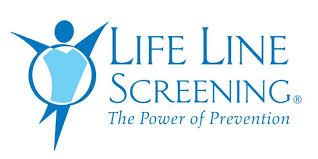 LIFE LINE
SCREENING®
The Power of Prevention